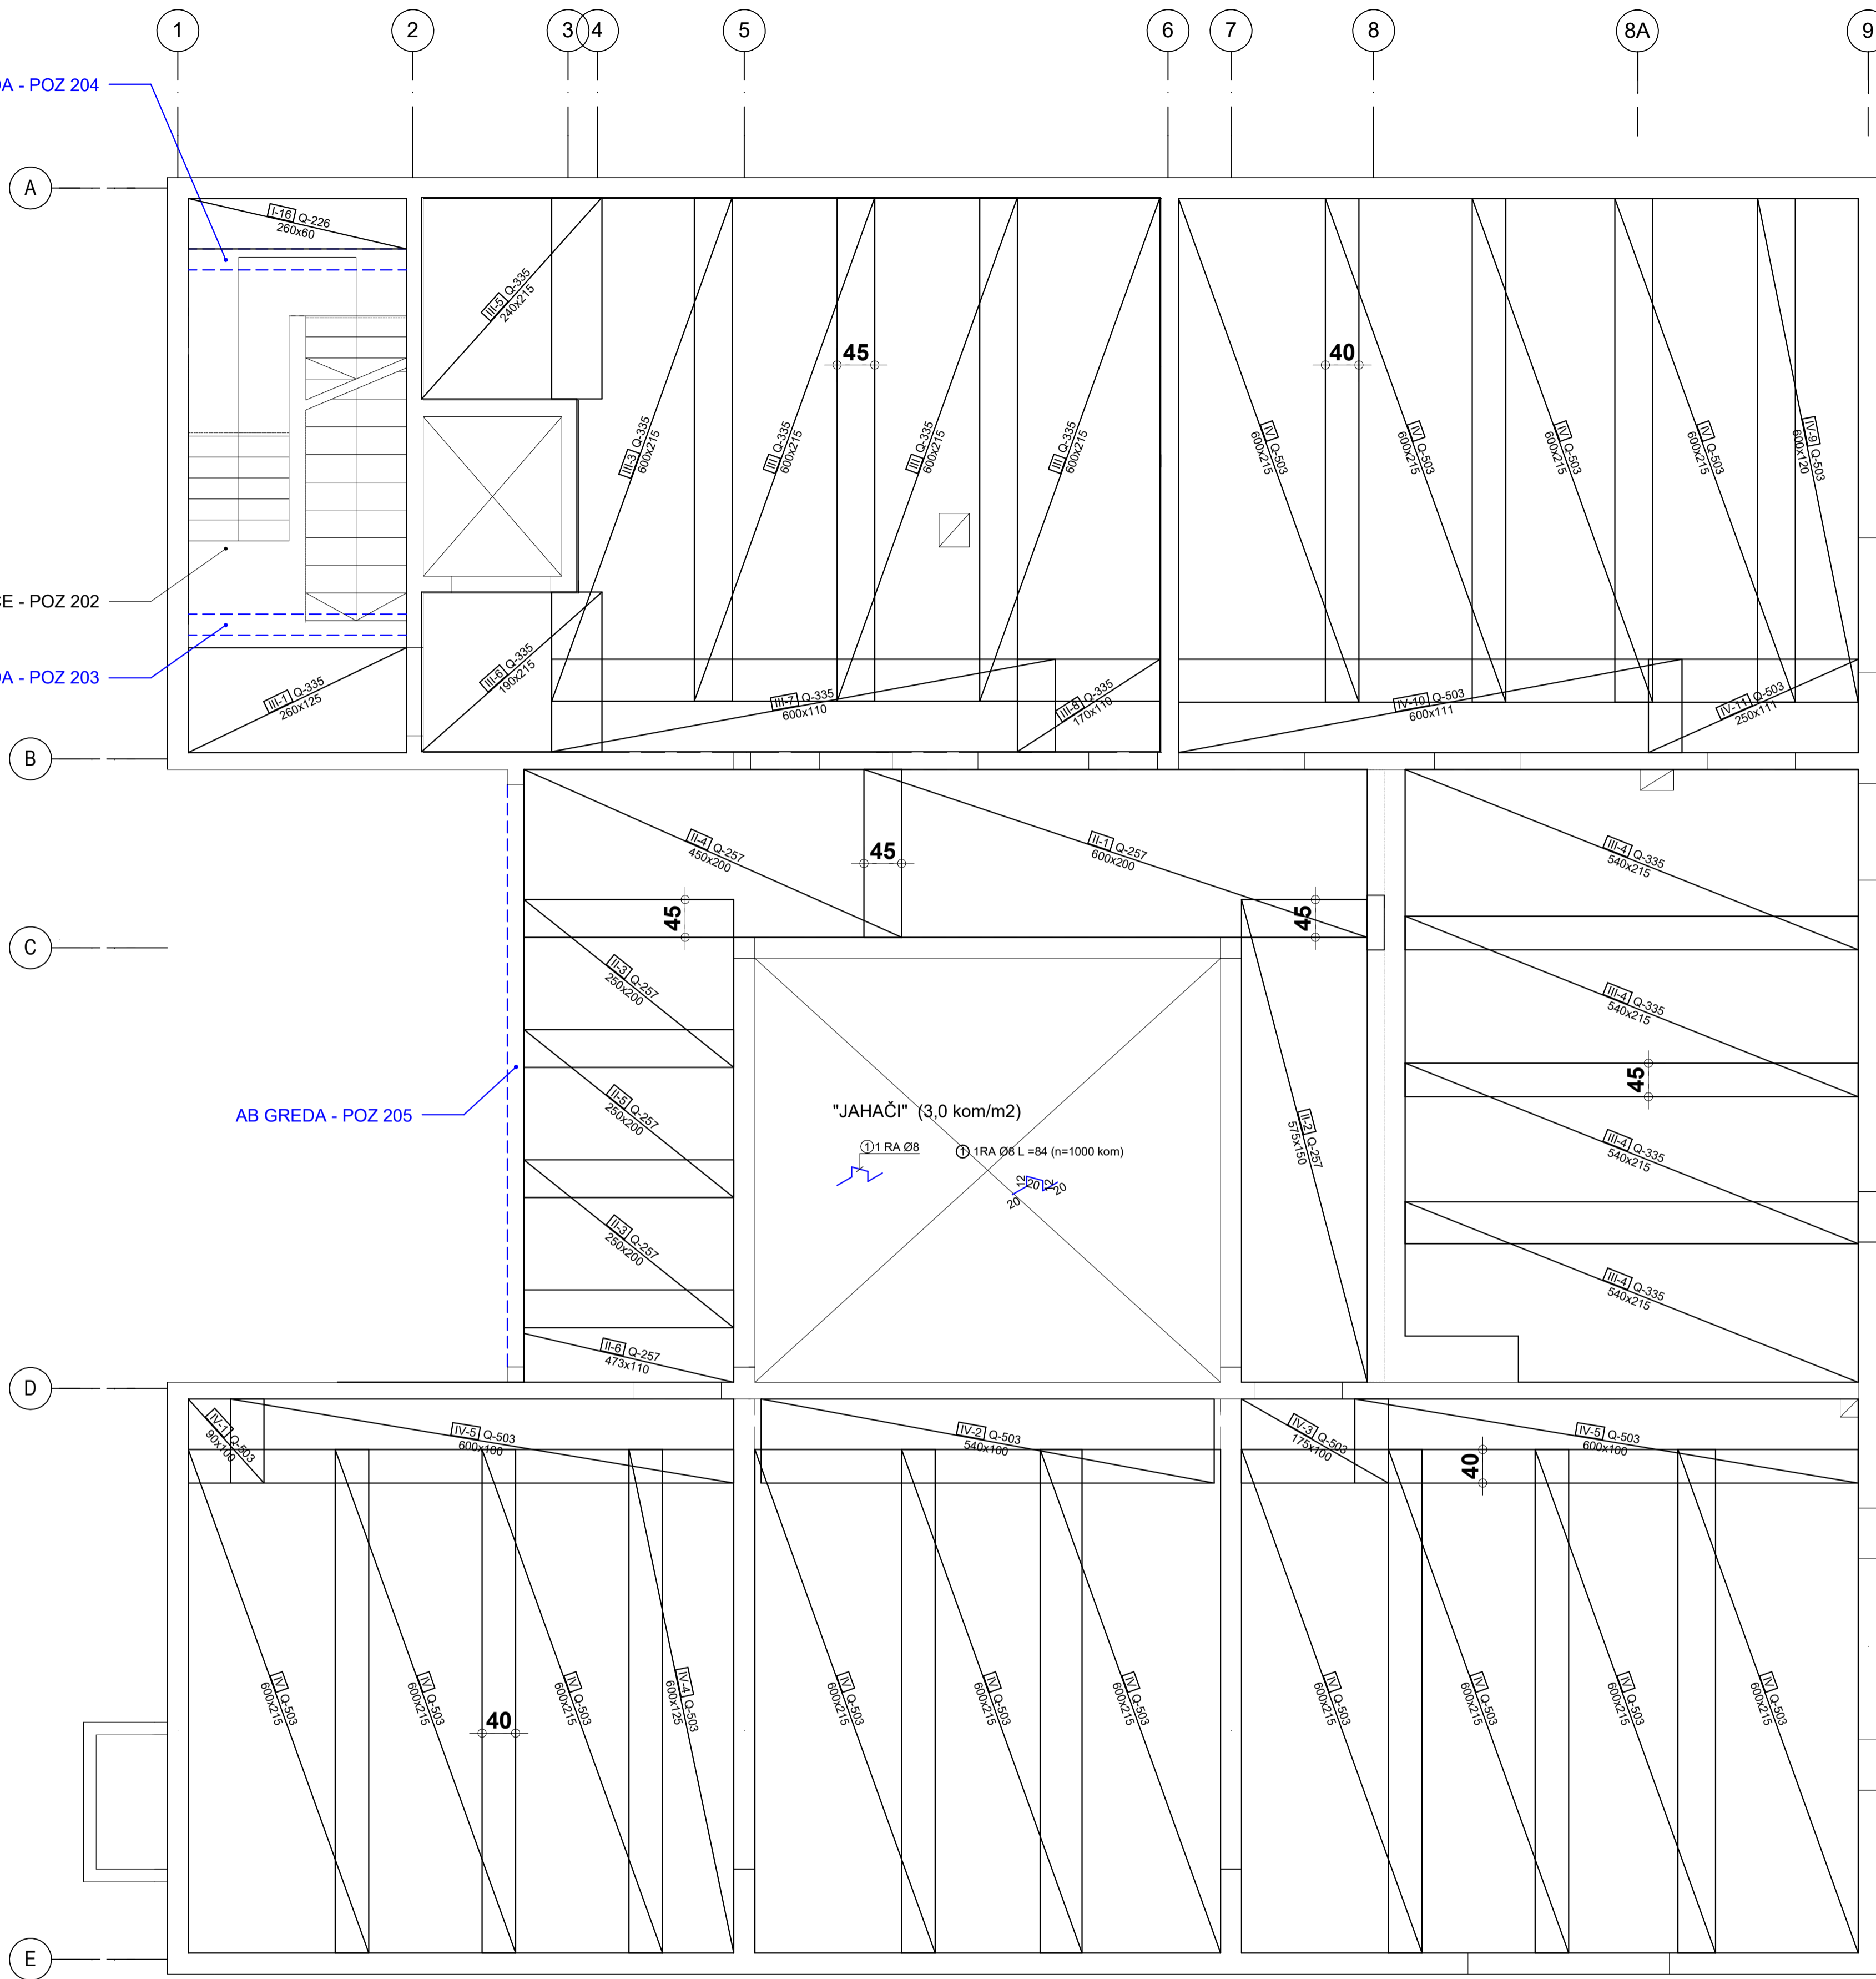 1
2
3
4
5
6
7
8
8A
9
DA - POZ 204
A
I-16 Q-226
260x60
III-5 Q-335
240x215
45
40
III-3 Q-335
600x215
III Q-335
600x215
III Q-335
600x215
III Q-335
600x215
IV Q-503
600x215
IV Q-503
600x215
IV Q-503
600x215
IV Q-503
600x215
IV-9 Q-503
600x120
CE - POZ 202
DA - POZ 203
III-1 Q-335
260x125
III-6 Q-335
190x215
III-7 Q-335
600x110
III-8 Q-335
170x110
IV-10 Q-503
600x111
IV-11 Q-503
250x111
B
II-4 Q-257
450x200
45
II-1 Q-257
600x200
III-4 Q-335
540x215
45
45
C
II-3 Q-257
250x200
III-4 Q-335
540x215
45
II-5 Q-257
250x200
AB GREDA - POZ 205
"JAHAČI" (3,0 kom/m2)
1 1 RA Ø8
1 1RA Ø8 L =84 (n=1000 kom)
20
12
20
12
20
II-2 Q-257
575x150
III-4 Q-335
540x215
II-3 Q-257
250x200
III-4 Q-335
540x215
II-6 Q-257
473x110
D
IV-1 Q-503
90x100
IV-5 Q-503
600x100
IV-2 Q-503
540x100
IV-3 Q-503
175x100
IV-5 Q-503
600x100
40
IV Q-503
600x215
IV Q-503
600x215
IV Q-503
600x215
IV-4 Q-503
600x125
IV Q-503
600x215
IV Q-503
600x215
IV Q-503
600x215
IV Q-503
600x215
IV Q-503
600x215
IV Q-503
600x215
IV Q-503
600x215
40
E